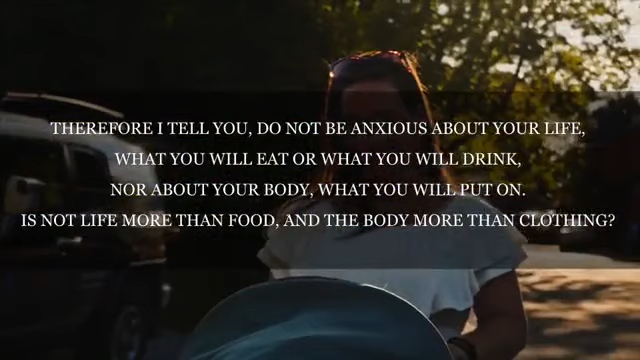 THEREFORE I TELL YOU, DO NOT BE ANXIOUS ABOUT YOUR LIFE,
WHAT YOU WILL EAT OR WHAT YOU WILL DRINK,
NOR ABOUT YOUR BODY, WHAT YOU WILL PUT ON.
IS NOT LIFE MORE THAN FOOD, AND THE BODY MORE THAN CLOTHING?